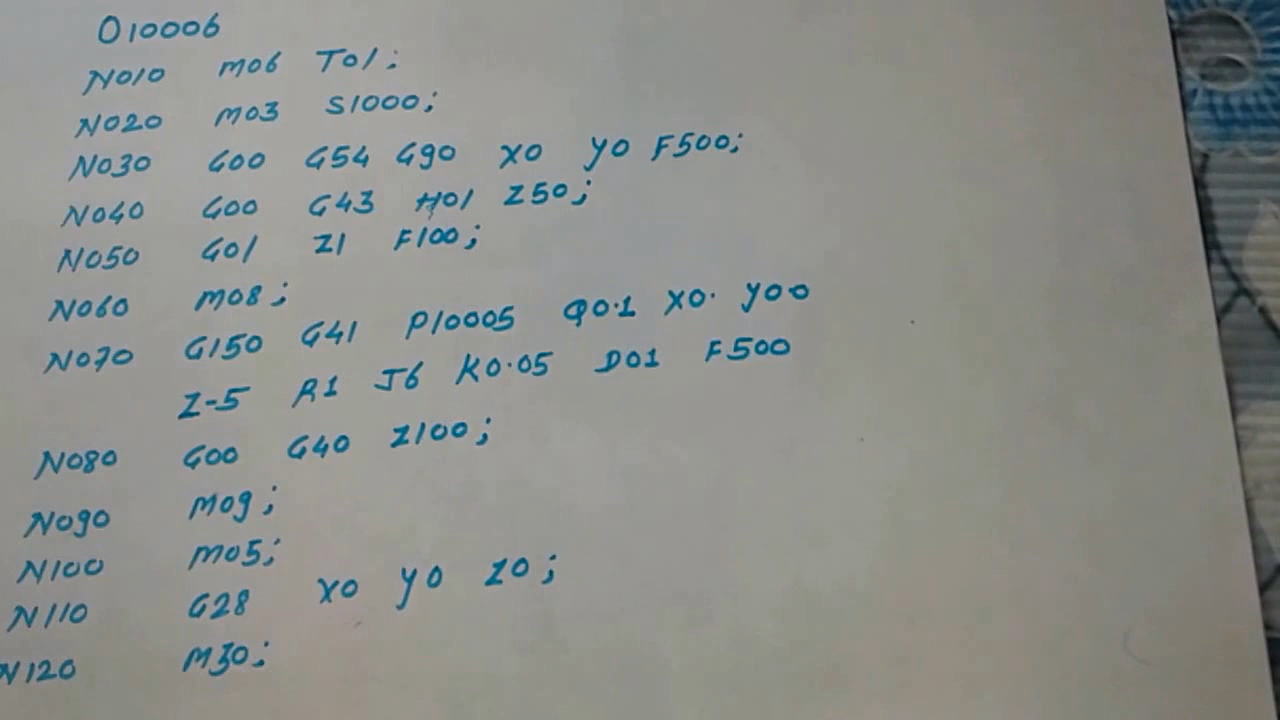 O10006
N010 M06 T01;
N020 M03 S1000;
N030 G00 G54 G90 X0 Y0 F500;
N040 G00 G43 H01 Z50;
N050 G01 Z1 F100;
N060 M08;
N070 G150 G41 P10005 Q0.1 X0. Y00
Z-5 R1 J6 K0.05 D01 F500
N080 G00 G40 Z100;
N090 M09;
N100 M05;
N110 G28 X0 Y0 Z0;
N120 M30;